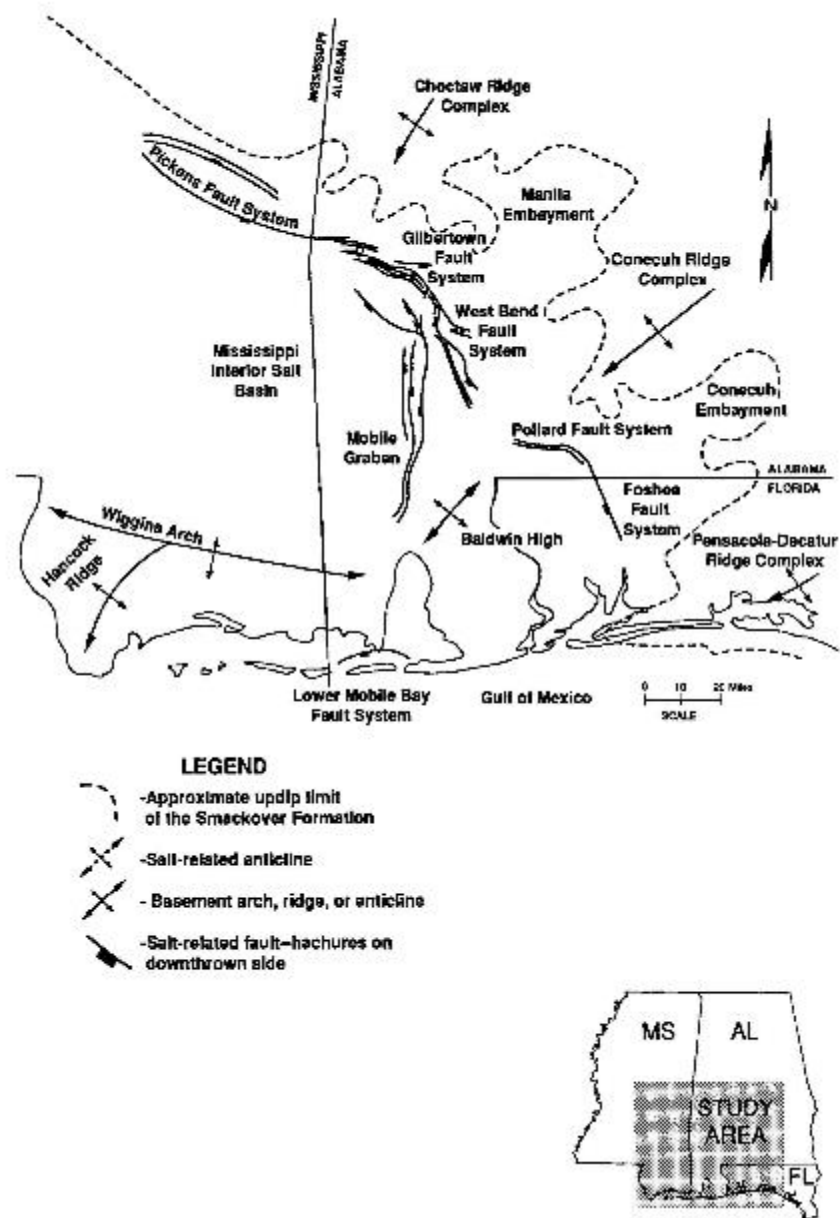 MISSISSIPPI
ALABAMA
Choctaw Ridge
Complex
Pickens Fault System
Manila
Embayment
N
Gilbertown
Fault
System
Conecuh Ridge
Complex
West Bend
Fault
System
Mississippi
Interior Salt
Basin
Conecuh
Embayment
Mobile
Graben
Pollard Fault System
ALABAMA
FLORIDA
Foshee
Fault
System
Wiggins Arch
Baldwin High
Pensacola-Decatur
Ridge Complex
Hancock
Ridge
Lower Mobile Bay
Fault System
Gulf of Mexico
0 10 20 Miles
SCALE
LEGEND
-Approximate updip limit
of the Smackover Formation
-Salt-related anticline
- Basement arch, ridge, or anticline
-Salt-related fault-hachures on
downthrown side
MS
AL
STUDY
AREA
FL